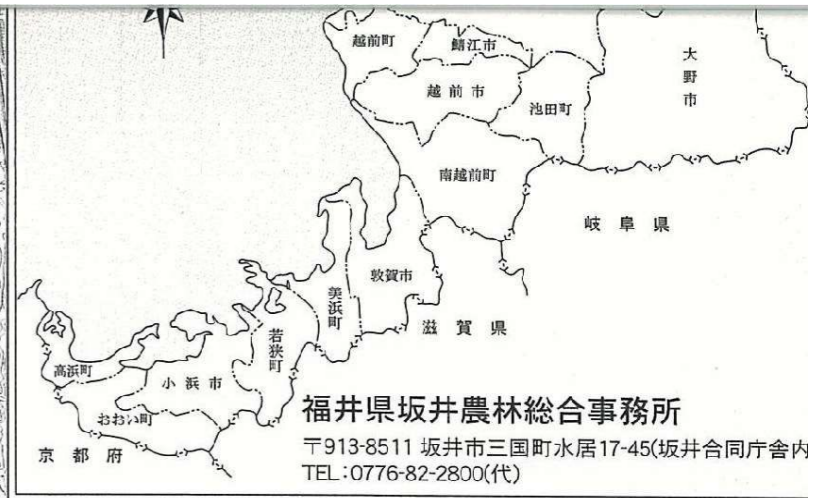 越前町
鯖江市
大野市
越前市
池田町
南越前町
岐阜県
敦賀市
美浜町
滋賀県
若狭町
高浜町
小浜市
おおい町
京都府
福井県坂井農林総合事務所
〒913-8511 坂井市三国町水居17-45(坂井合同庁舎内
TEL:0776-82-2800(代)